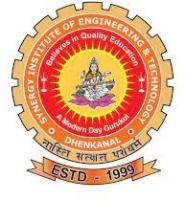 SYNERGY INSTITUTE OF ENGINEERING & TECHNOLOGY
Believes in Quality Education
A Modern Day Gurukul
DHENKANAL
ESTD - 1999